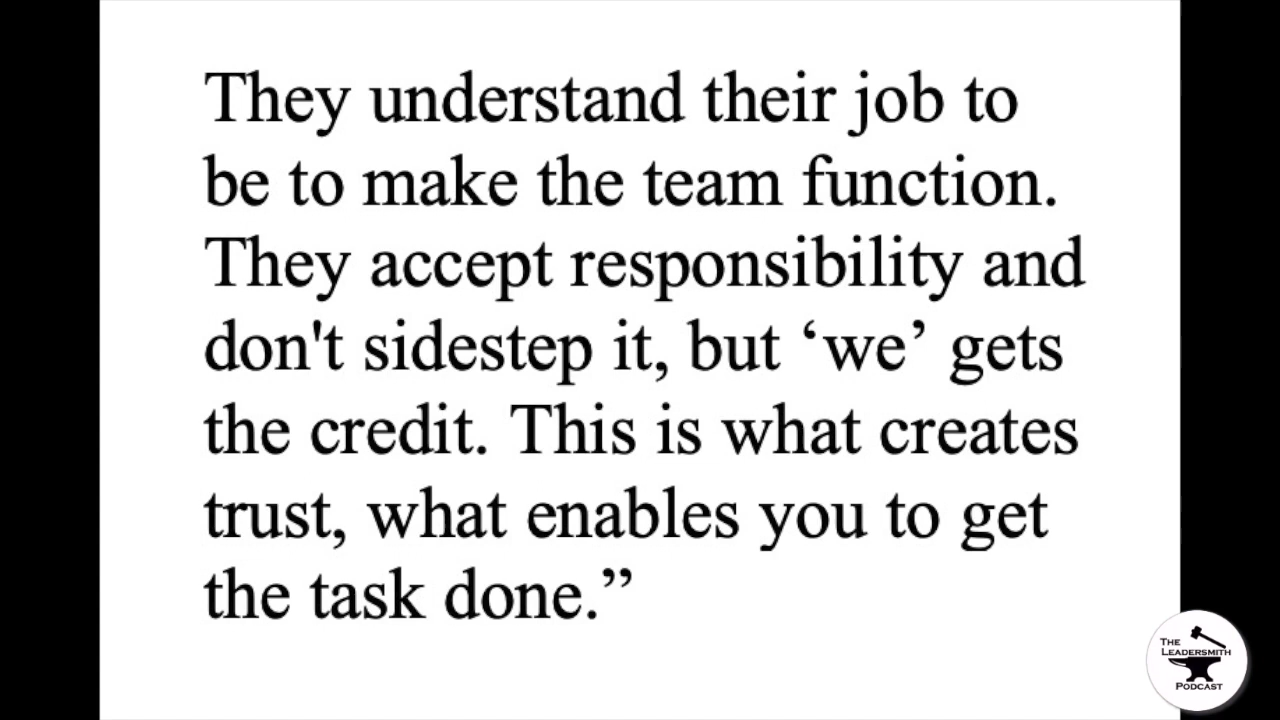 They understand their job to
be to make the team function.
They accept responsibility and
don't sidestep it, but ‘we’ gets
the credit. This is what creates
trust, what enables you to get
the task done.”
THE
LEADERSMITH
PODCAST